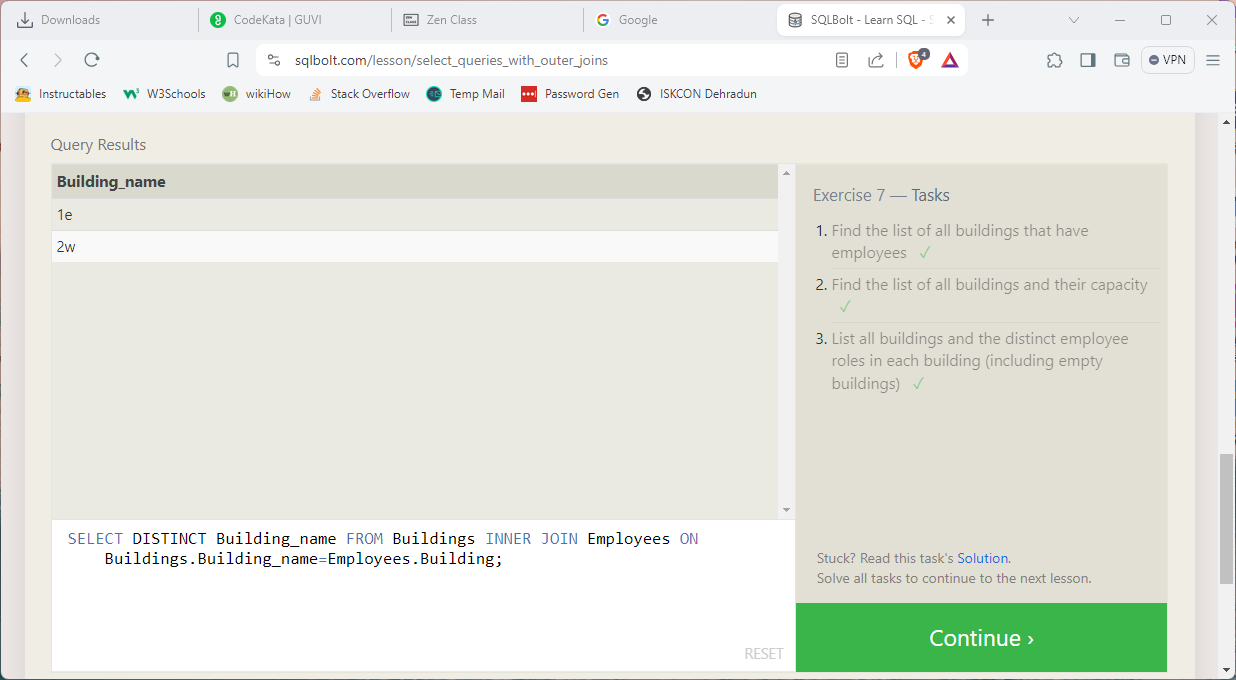 Downloads
CodeKata | GUVI
Zen Class
Google
SQLBolt - Learn SQL - S
sqlbolt.com/lesson/select_queries_with_outer_joins
4
VPN
Instructables
W3Schools
wikiHow
Stack Overflow
Temp Mail
Password Gen
ISKCON Dehradun
Query Results
Building_name
1e
2w
SELECT DISTINCT Building_name FROM Buildings INNER JOIN Employees ON
Buildings.Building_name=Employees.Building;
RESET
Exercise 7 — Tasks
1. Find the list of all buildings that have
employees ✓
2. Find the list of all buildings and their capacity
✓
3. List all buildings and the distinct employee
roles in each building (including empty
buildings) ✓
Stuck? Read this task's Solution.
Solve all tasks to continue to the next lesson.
Continue ›